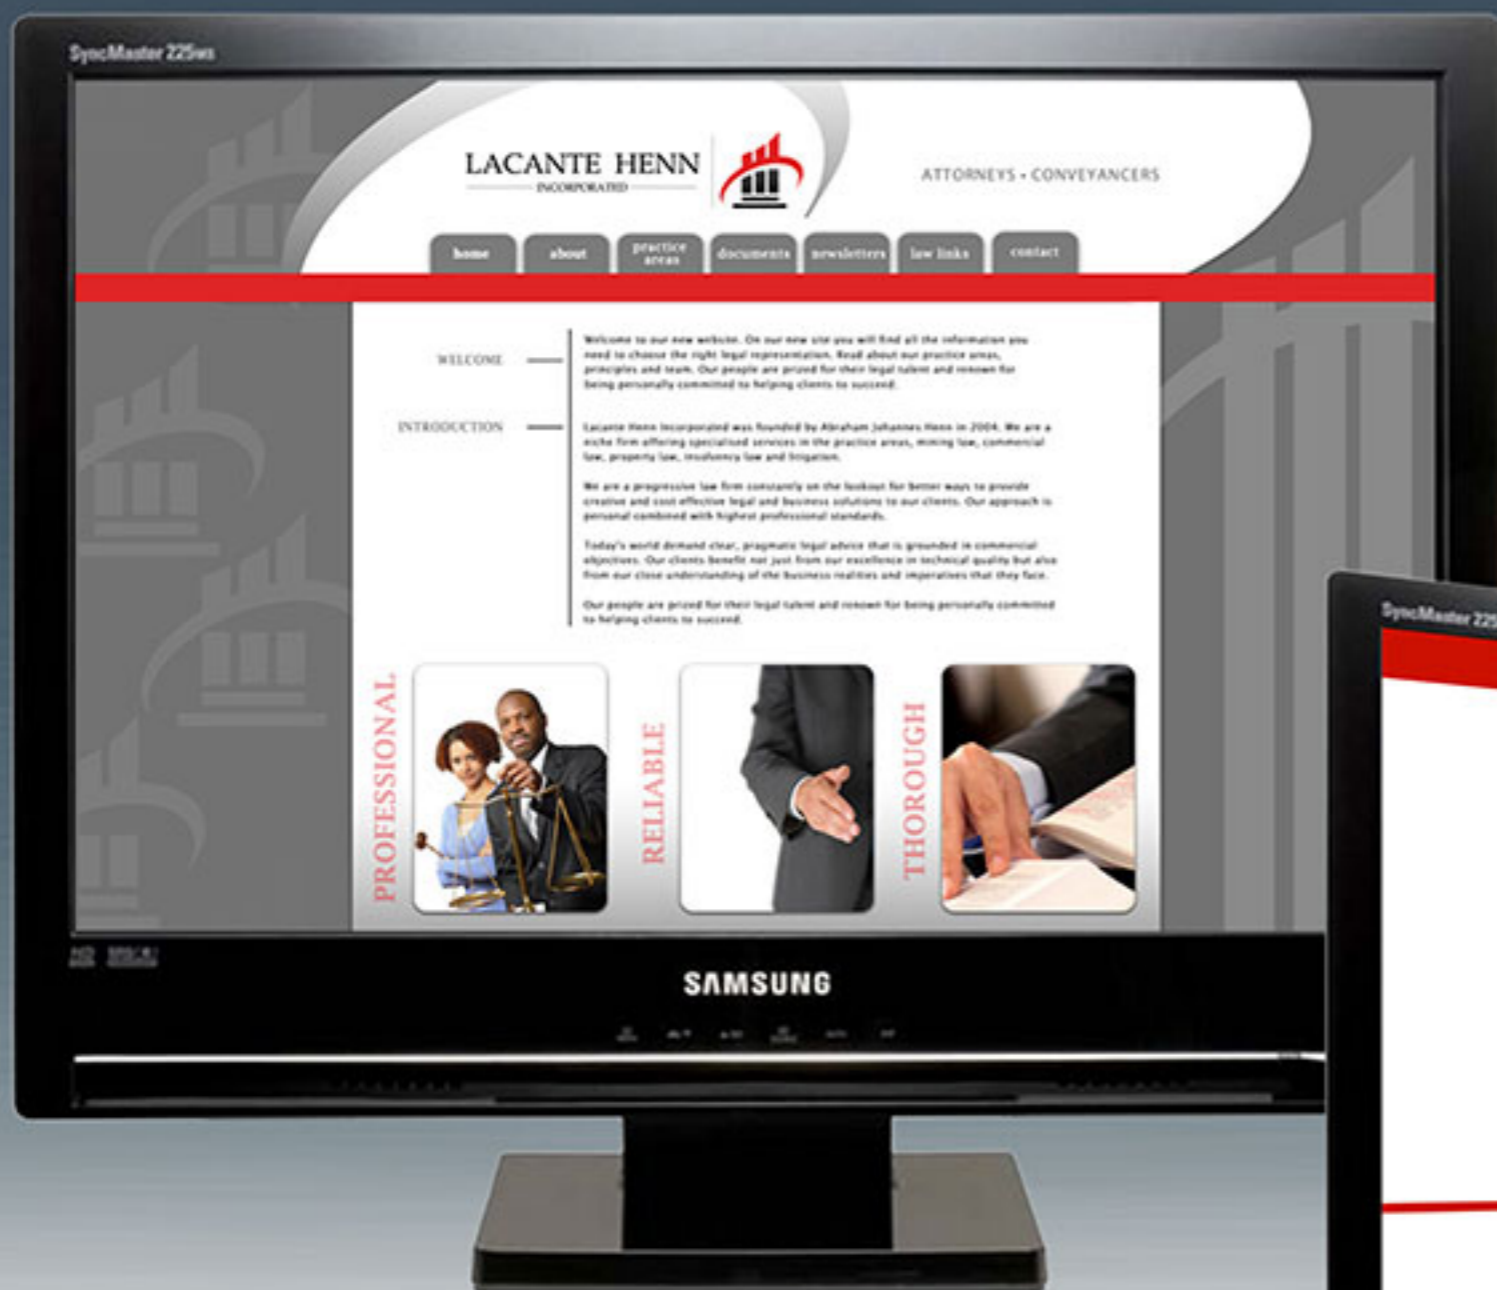 SyncMaster 225MS
LACANTE HENN
INCORPORATED
ATTORNEYS • CONVEYANCERS
home
about
practice
areas
documents
newsletters
law links
contact
WELCOME
Welcome to our new website. On our new site you will find all the information you
need to choose the right legal representation. Read about our practice areas,
principles and team. Our people are prized for their legal talent and renown for
being personally committed to helping clients to succeed.
INTRODUCTION
Lacante Henn Incorporated was founded by Abraham Johannes Henn in 2004. We are a
niche firm offering specialised services in the practice areas, mining law, commercial
law, property law, insolvency law and litigation.
We are a progressive law firm constantly on the lookout for better ways to provide
creative and cost effective legal and business solutions to our clients. Our approach is
personal combined with highest professional standards.
Today's world demand clear, pragmatic legal advice that is grounded in commercial
objectives. Our clients benefit not just from our excellence in technical quality but also
from our close understanding of the business realities and imperatives that they face.
Our people are prized for their legal talent and renown for being personally committed
to helping clients to succeed.
PROFESSIONAL
RELIABLE
THOROUGH
SAMSUNG
SyncMaster 225